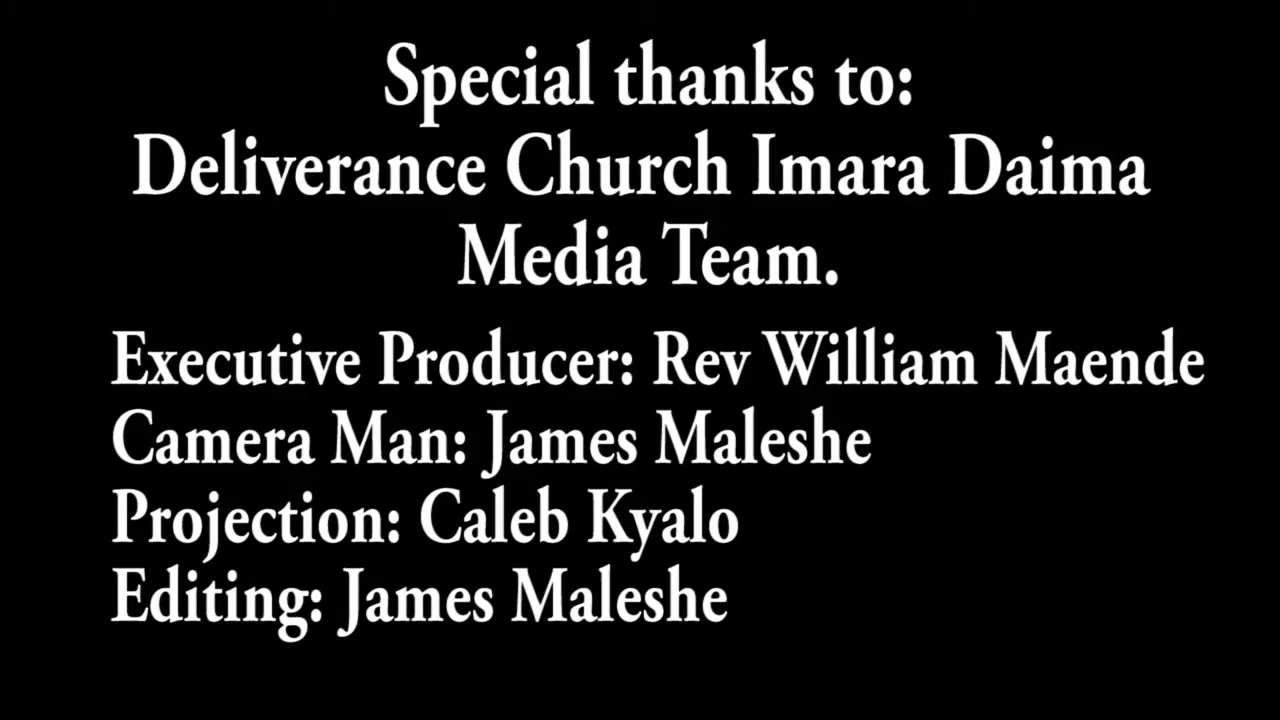 Special thanks to:
Deliverance Church Imara Daima
Media Team.
Executive Producer: Rev William Maende
Camera Man: James Maleshe
Projection: Caleb Kyalo
Editing: James Maleshe